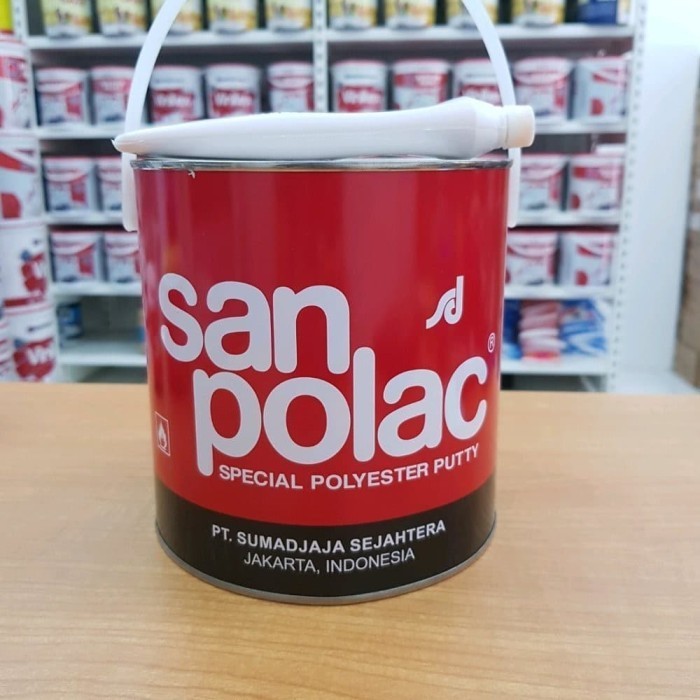 san
polac®
SPECIAL POLYESTER PUTTY
PT. SUMADJAJA SEJAHTERA
JAKARTA, INDONESIA